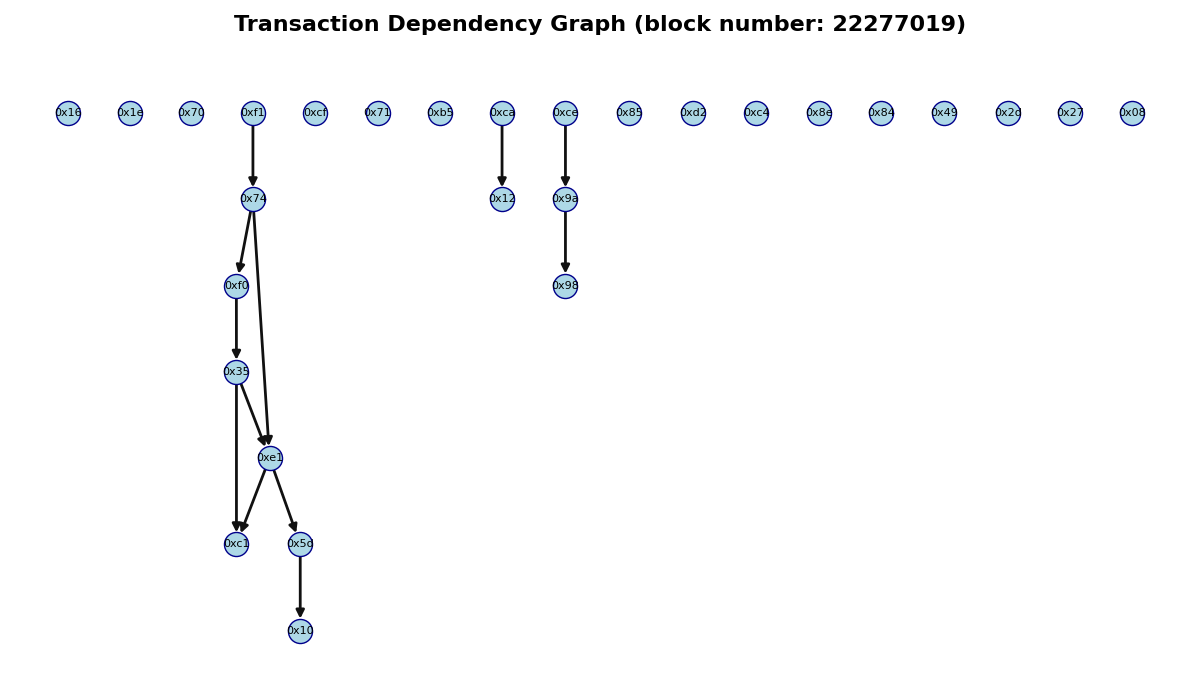 Transaction Dependency Graph (block number: 22277019)
0x16 0x1e 0x70 0xf1 0xcf 0x71 0xb5 0xca 0xce 0x85 0xd2 0xc4 0x8e 0x84 0x49 0x2d 0x27 0x08
0x74 0x12 0x9a
0xf0 0x98
0x35
0xe1
0xc1 0x5d
0x10